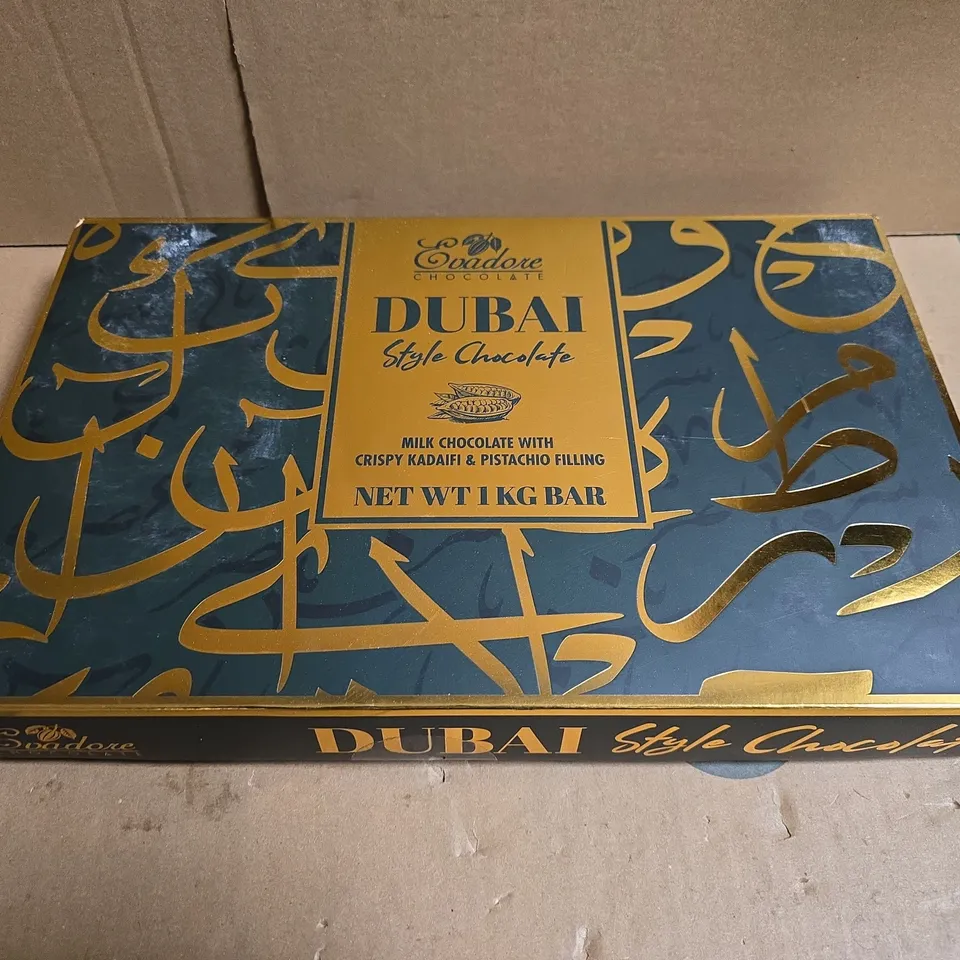 Evadore
CHOCOLATE
DUBAI
Style Chocolate
MILK CHOCOLATE WITH
CRISPY KADAIFI & PISTACHIO FILLING
NET WT 1 KG BAR
Evadore
DUBAI Style Chocolat